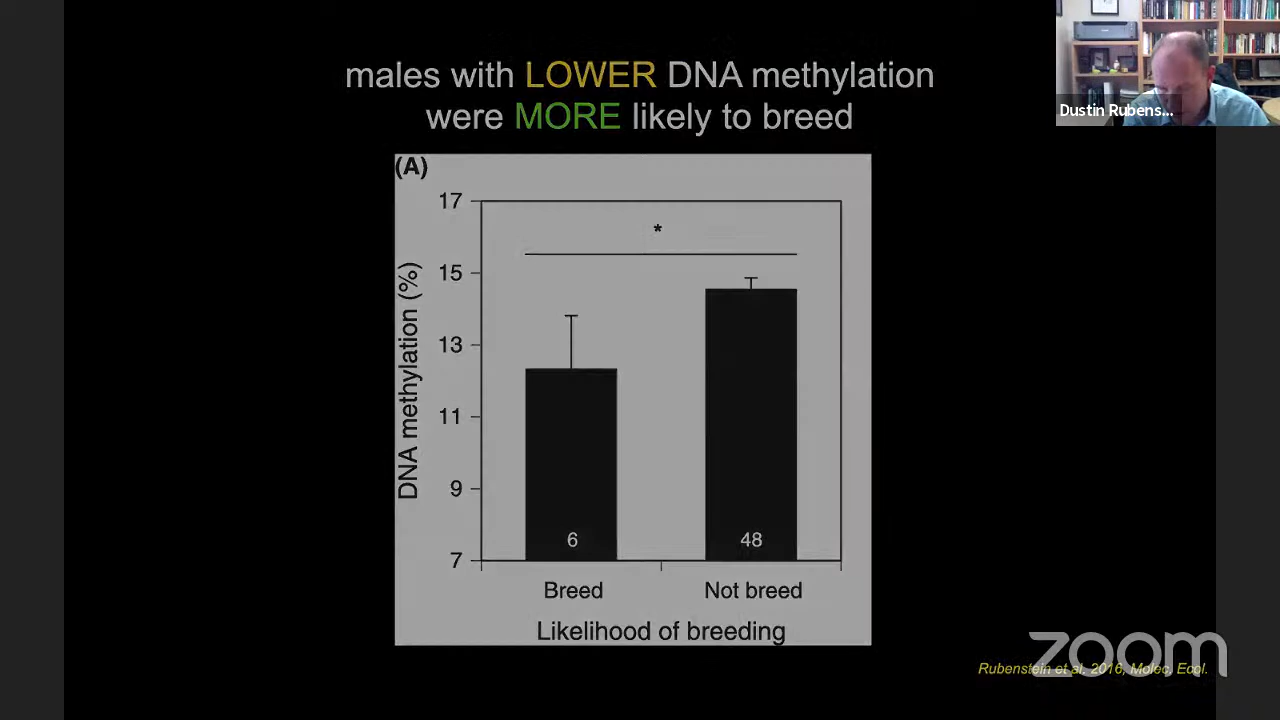 males with LOWER DNA methylation
were MORE likely to breed
Dustin Rubens...
(A)
17
*
15
13
11
9
7
DNA methylation (%)
6
48
Breed
Not breed
Likelihood of breeding
zoom
Rubenstein et al. 2016, Molec. Ecol.